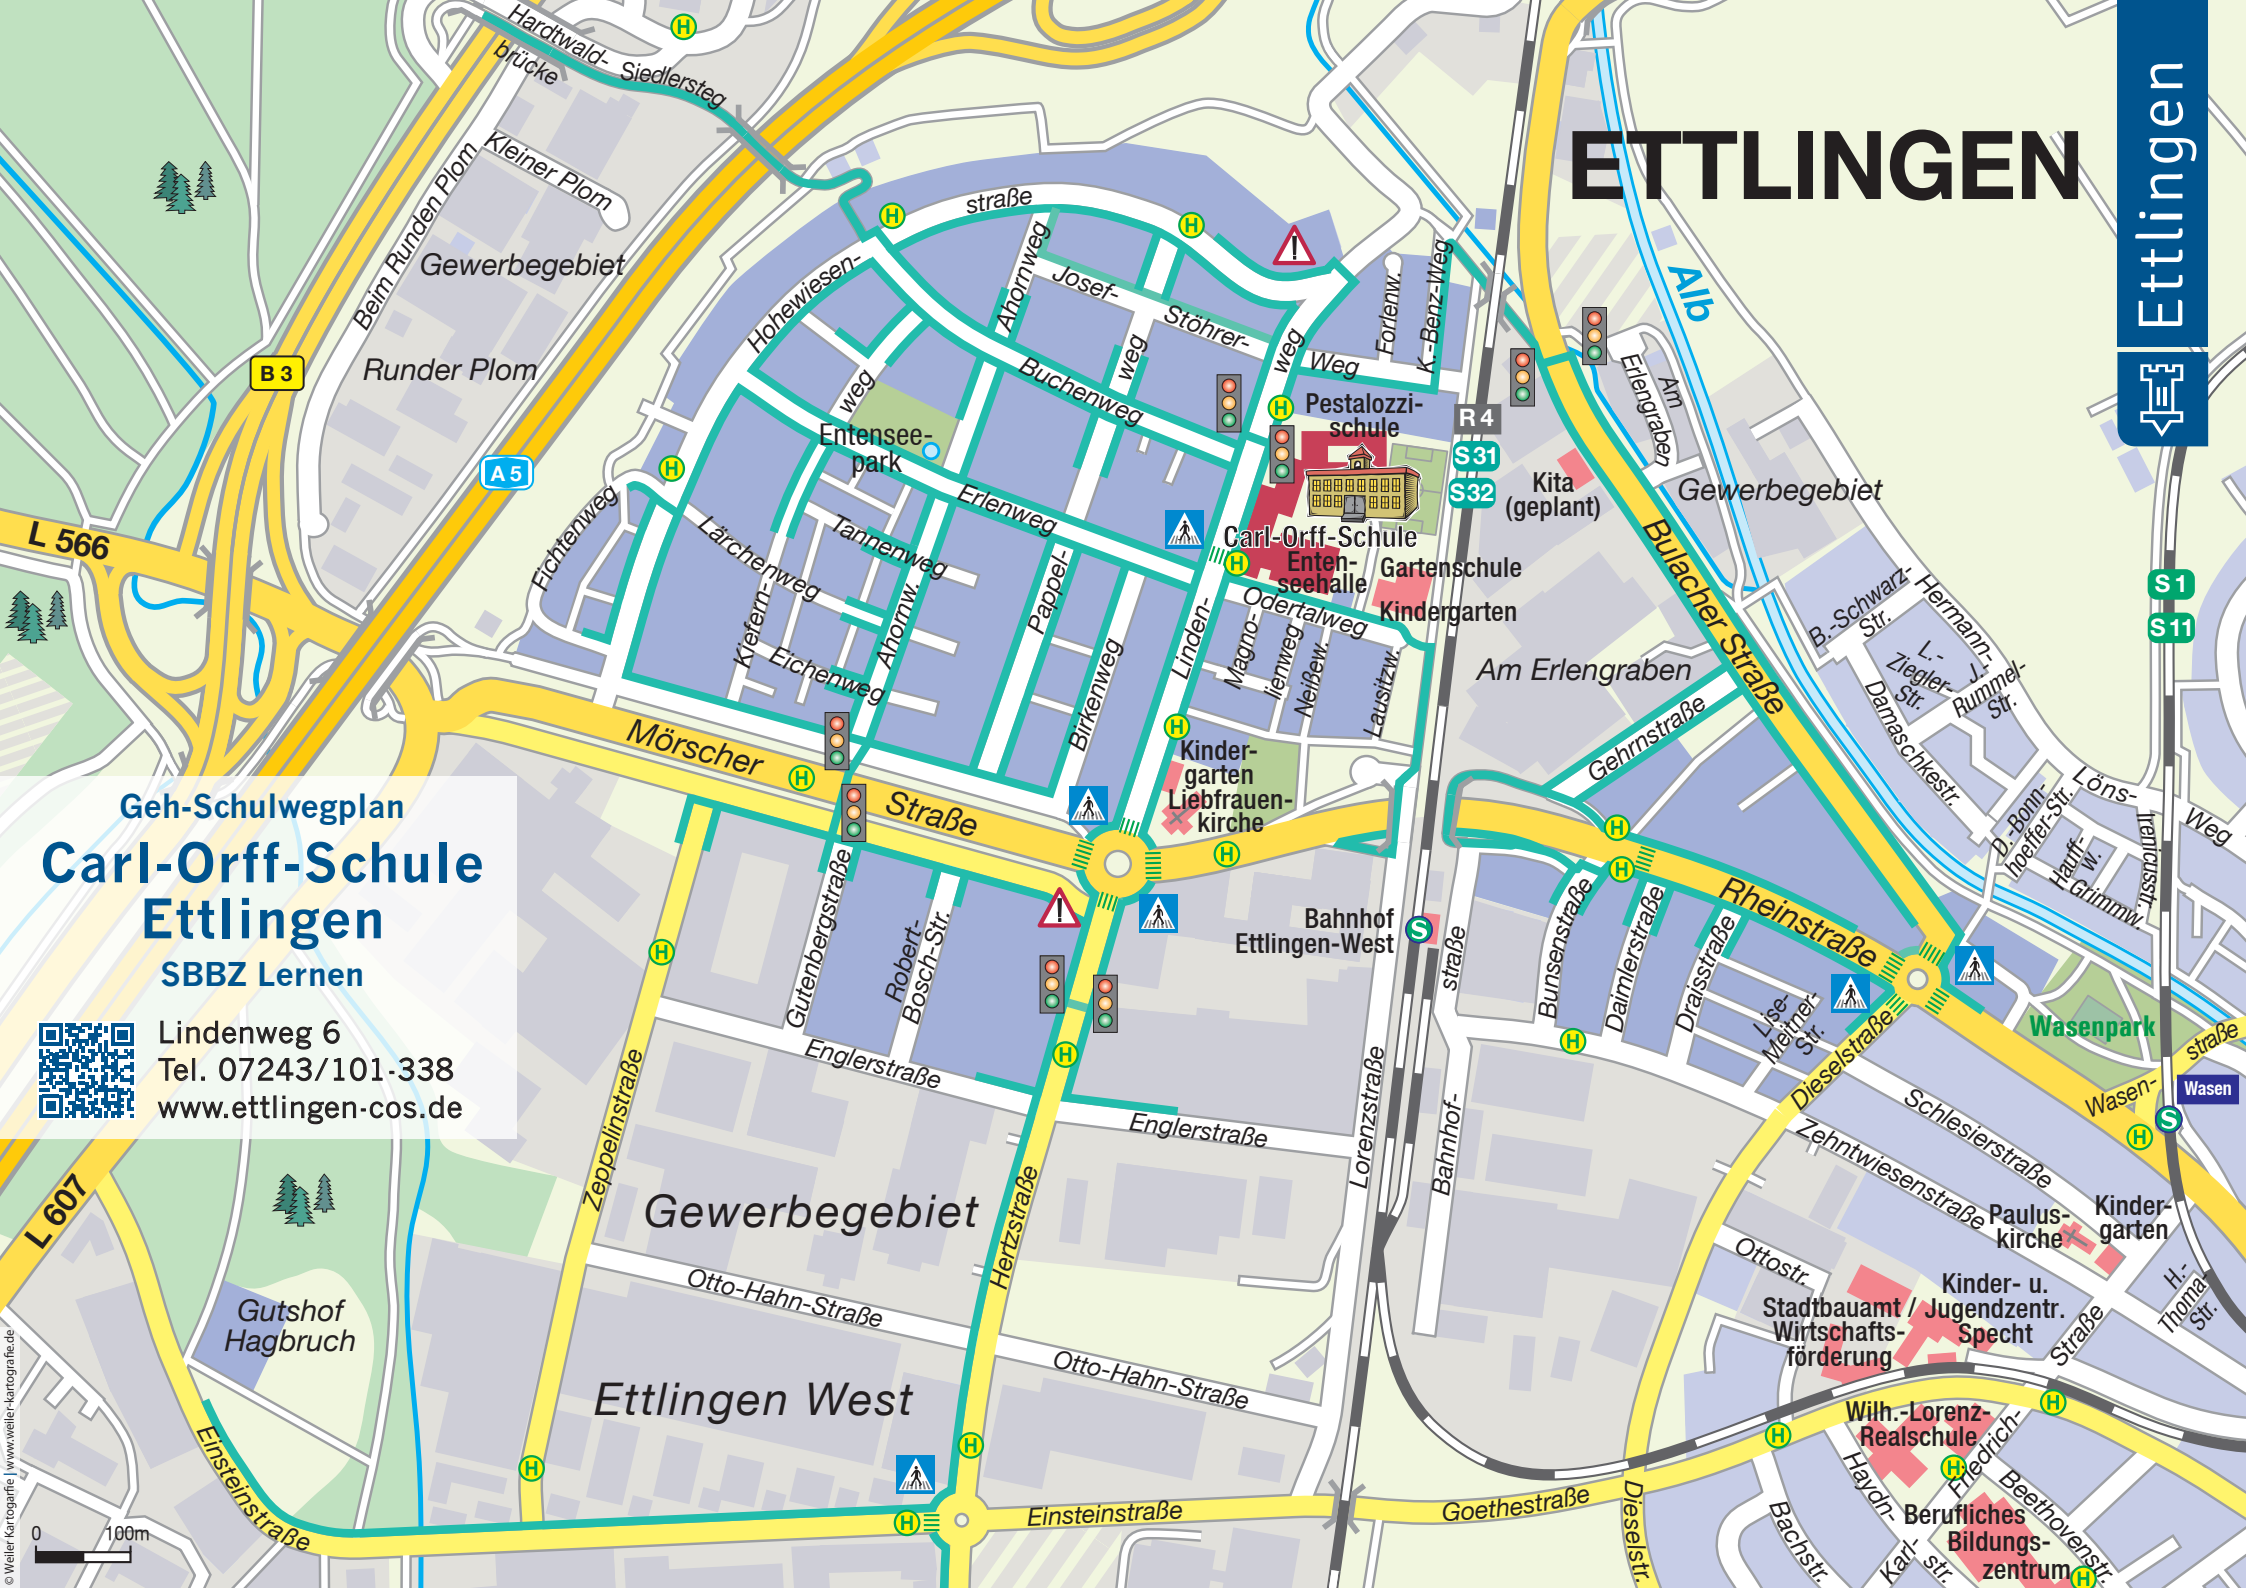 Hardtwald-
brücke
Siedlersteg
H
ETTLINGEN
Ettlingen
Kleiner Plom
Beim Runden Plom
Gewerbegebiet
Runder Plom
B 3
A 5
L 566
straße
Hohewiesen-
Ahornweg
Josef-
Stöhrer-
Weg
weg
weg
weg
Buchenweg
Forlenw.
K.-Benz-Weg
Alb
Am
Erlengraben
Gewerbegebiet
Entensee-
park
Erlenweg
Pestalozzi-
schule
R 4
S 31
S 32
Kita
(geplant)
Carl-Orff-Schule
Enten-
seehalle
Gartenschule
Kindergarten
Fichtenweg
Lärchenweg
Tannenweg
Kiefern-
Ahornw.
Eichenweg
Pappel-
Birkenweg
Linden-
Odertalweg
Magno-
lienweg
Neißew.
Lausitzw.
Am Erlengraben
Bulacher Straße
Gehrnstraße
B.-Schwarz-
Str.
Hermann-
L.-
Ziegler-
Str.
J.-
Rummel-
Str.
Damaschkestr.
Löns-
Weg
D.-Bonn-
hoeffer-Str.
Hauff-
w.
Grimmw.
Irenicusstr.
S 1
S 11
Mörscher
Straße
Kinder-
garten
Liebfrauen-
kirche
Geh-Schulwegplan
Carl-Orff-Schule
Ettlingen
SBBZ Lernen
Lindenweg 6
Tel. 07243/101-338
www.ettlingen-cos.de
Gutenbergstraße
Robert-
Bosch-Str.
Englerstraße
Englerstraße
Zeppelinstraße
Hertzstraße
Bahnhof
Ettlingen-West
S
Lorenzstraße
Bahnhof-
straße
Bunsenstraße
Daimlerstraße
Draisstraße
Rheinstraße
Lise-
Meitner-
Str.
Dieselstraße
Wasenpark
Wasen-
straße
Wasen
S
Schlesierstraße
Zehntwiesenstraße
Paulus-
kirche
Kinder-
garten
H.-
Thoma-
Str.
Ottostr.
Stadtbauamt /
Wirtschafts-
förderung
Kinder- u.
Jugendzentr.
Specht
Straße
L 607
Gutshof
Hagbruch
Gewerbegebiet
Ettlingen West
Otto-Hahn-Straße
Otto-Hahn-Straße
Einsteinstraße
Einsteinstraße
Goethestraße
Dieselstr.
Wilh.-Lorenz-
Realschule
Friedrich-
Haydn-
str.
Bachstr.
Karl-
Beethovenstr.
Berufliches
Bildungs-
zentrum
0 100m
© Weiler Kartografie | www.weiler-kartografie.de